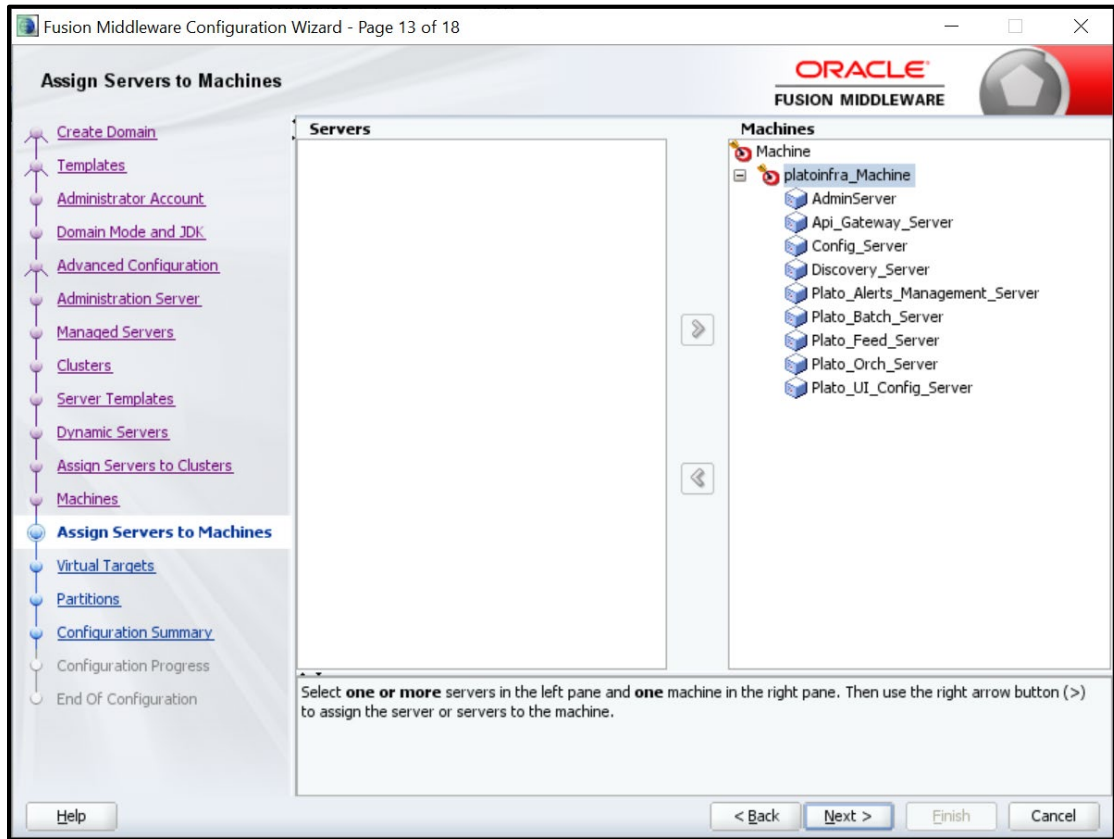 Fusion Middleware Configuration Wizard - Page 13 of 18
Assign Servers to Machines
ORACLE
FUSION MIDDLEWARE
Create Domain
Templates
Administrator Account
Domain Mode and JDK
Advanced Configuration
Administration Server
Managed Servers
Clusters
Server Templates
Dynamic Servers
Assign Servers to Clusters
Machines
Assign Servers to Machines
Virtual Targets
Partitions
Configuration Summary
Configuration Progress
End Of Configuration
Servers
Machines
Machine
platoinfra_Machine
AdminServer
Api_Gateway_Server
Config_Server
Discovery_Server
Plato_Alerts_Management_Server
Plato_Batch_Server
Plato_Feed_Server
Plato_Orch_Server
Plato_UI_Config_Server
Select one or more servers in the left pane and one machine in the right pane. Then use the right arrow button (>)
to assign the server or servers to the machine.
Help
< Back
Next >
Finish
Cancel